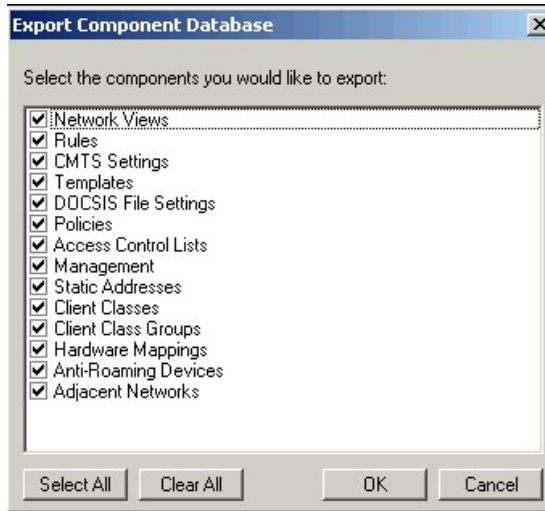 Export Component Database
Select the components you would like to export:
Network Views
Rules
CMTS Settings
Templates
DOCSIS File Settings
Policies
Access Control Lists
Management
Static Addresses
Client Classes
Client Class Groups
Hardware Mappings
Anti-Roaming Devices
Adjacent Networks
Select All Clear All OK Cancel